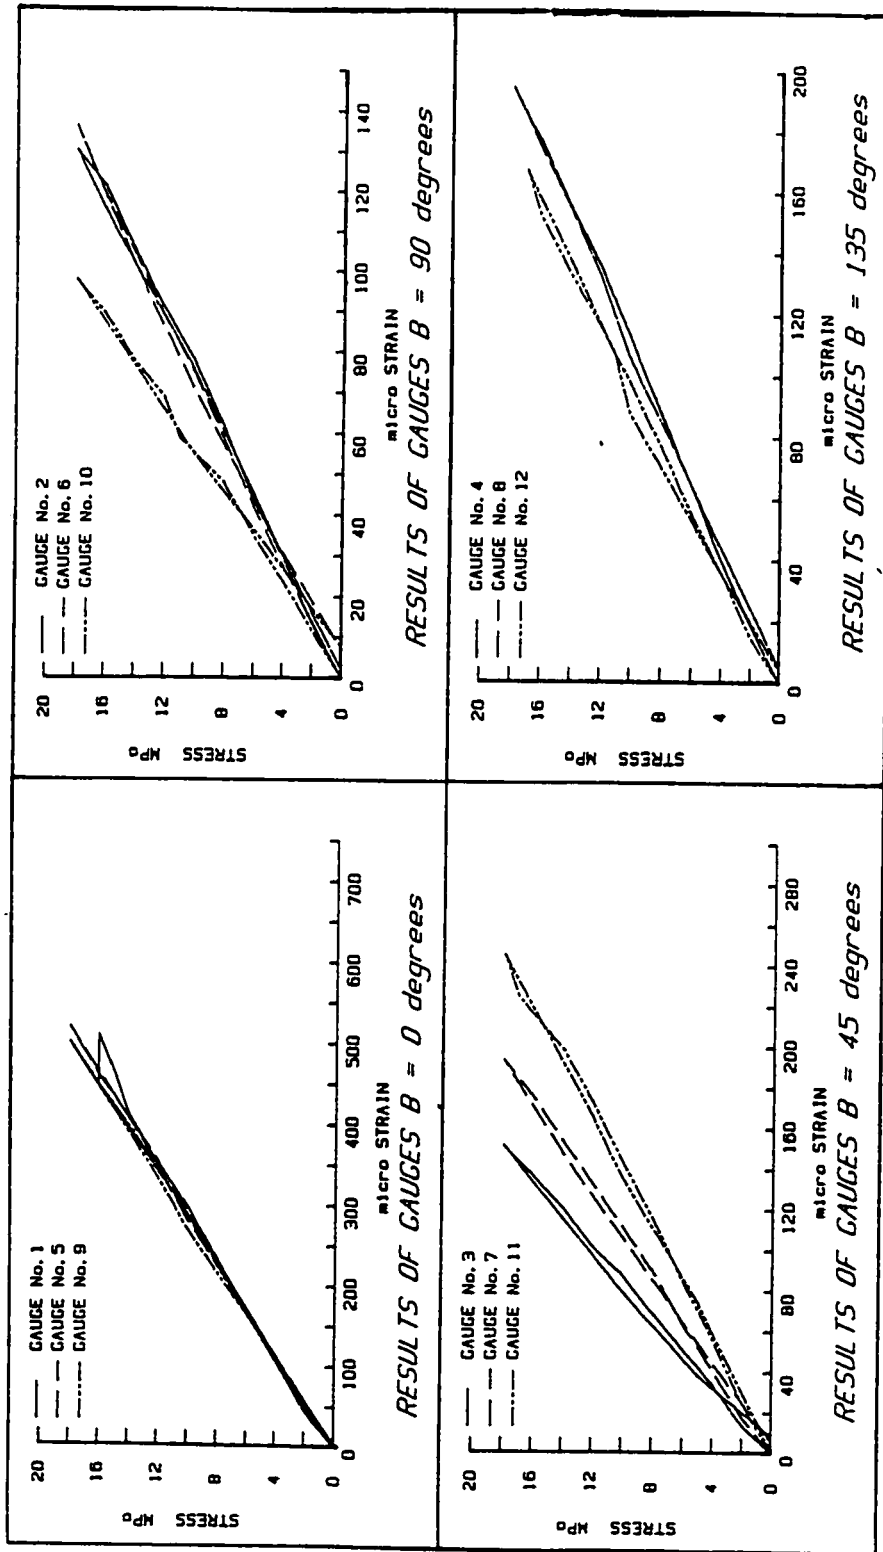 GAUGE No. 1
GAUGE No. 5
GAUGE No. 9
20
16
12
8
4
0
STRESS MPa
100 200 300 400 500 600 700
micro STRAIN
RESULTS OF GAUGES B = 0 degrees
GAUGE No. 2
GAUGE No. 6
GAUGE No. 10
20
16
12
8
4
0
STRESS MPa
0 20 40 60 80 100 120 140
micro STRAIN
RESULTS OF GAUGES B = 90 degrees
GAUGE No. 3
GAUGE No. 7
GAUGE No. 11
20
16
12
8
4
0
STRESS MPa
40 80 120 160 200 240 280
micro STRAIN
RESULTS OF GAUGES B = 45 degrees
GAUGE No. 4
GAUGE No. 8
GAUGE No. 12
20
16
12
8
4
0
STRESS MPa
0 40 80 120 160 200
micro STRAIN
RESULTS OF GAUGES B = 135 degrees